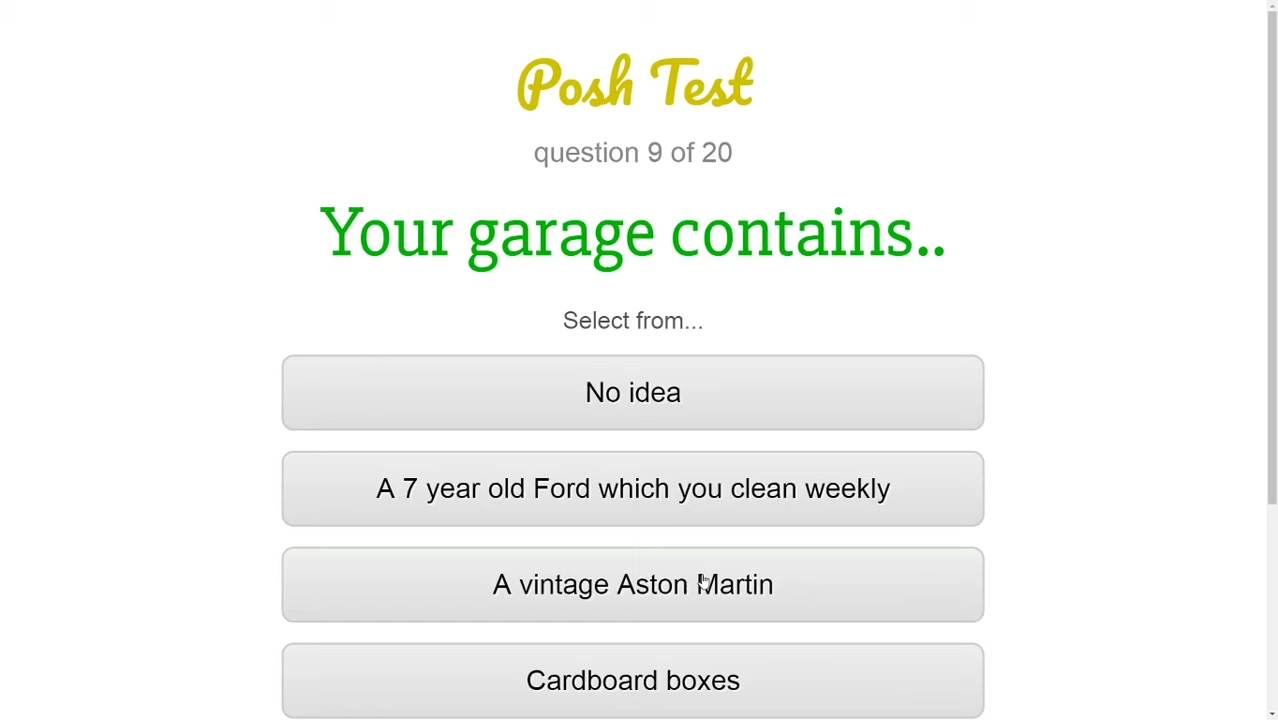 Posh Test
question 9 of 20
Your garage contains..
Select from...
No idea
A 7 year old Ford which you clean weekly
A vintage Aston Martin
Cardboard boxes